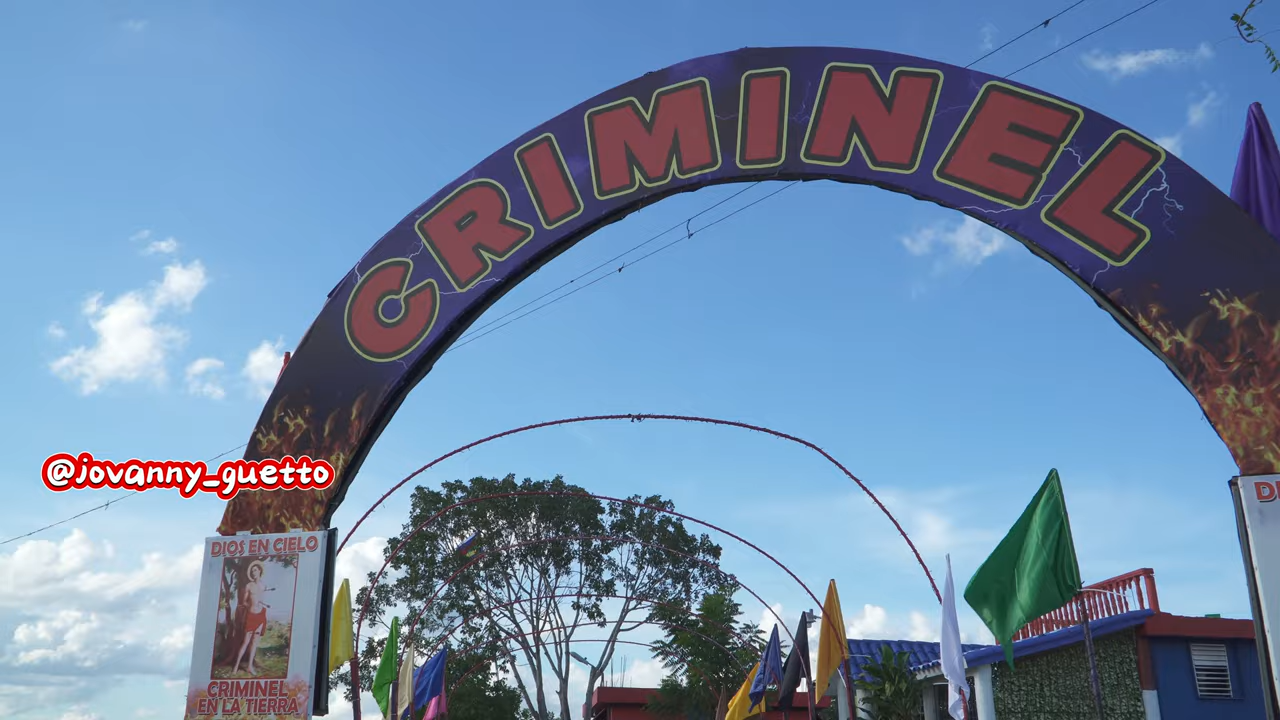 CRIMINEL
@jovanny_guetto
DIOS EN CIELO
CRIMINEL
EN LA TIERRA